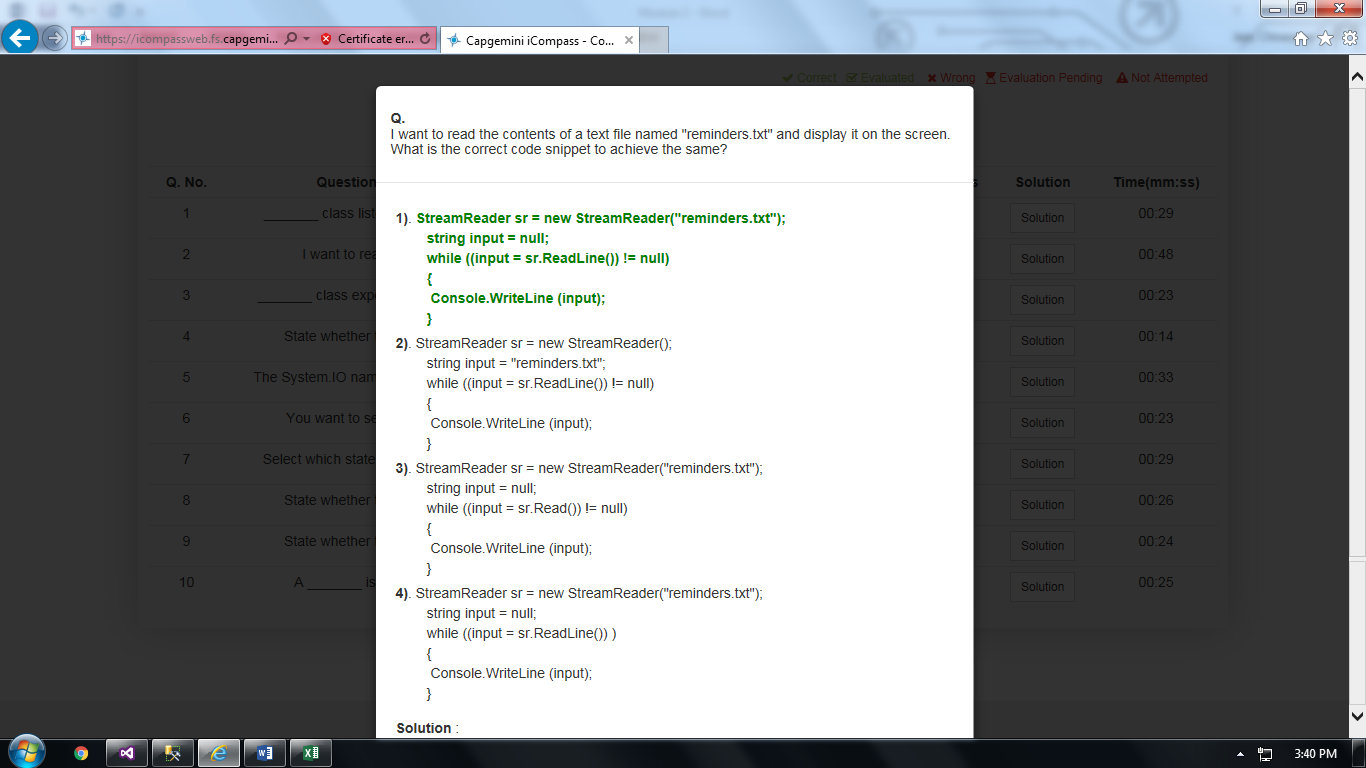 https://icompassweb.fs.capgemi...
Certificate er...
Capgemini iCompass - Co...
Correct Evaluated Wrong Evaluation Pending Not Attempted
Q.
I want to read the contents of a text file named "reminders.txt" and display it on the screen.
What is the correct code snippet to achieve the same?
Q. No. Question Solution Time(mm:ss)
1 _______ class list Solution 00:29
2 I want to rea Solution 00:48
3 _______ class exp Solution 00:23
4 State whether Solution 00:14
5 The System.IO nam Solution 00:33
6 You want to se Solution 00:23
7 Select which state Solution 00:29
8 State whether Solution 00:26
9 State whether Solution 00:24
10 A _______ is Solution 00:25
1). StreamReader sr = new StreamReader("reminders.txt");
string input = null;
while ((input = sr.ReadLine()) != null)
{
Console.WriteLine (input);
}
2). StreamReader sr = new StreamReader();
string input = "reminders.txt";
while ((input = sr.ReadLine()) != null)
{
Console.WriteLine (input);
}
3). StreamReader sr = new StreamReader("reminders.txt");
string input = null;
while ((input = sr.Read()) != null)
{
Console.WriteLine (input);
}
4). StreamReader sr = new StreamReader("reminders.txt");
string input = null;
while ((input = sr.ReadLine()) )
{
Console.WriteLine (input);
}
Solution :
3:40 PM